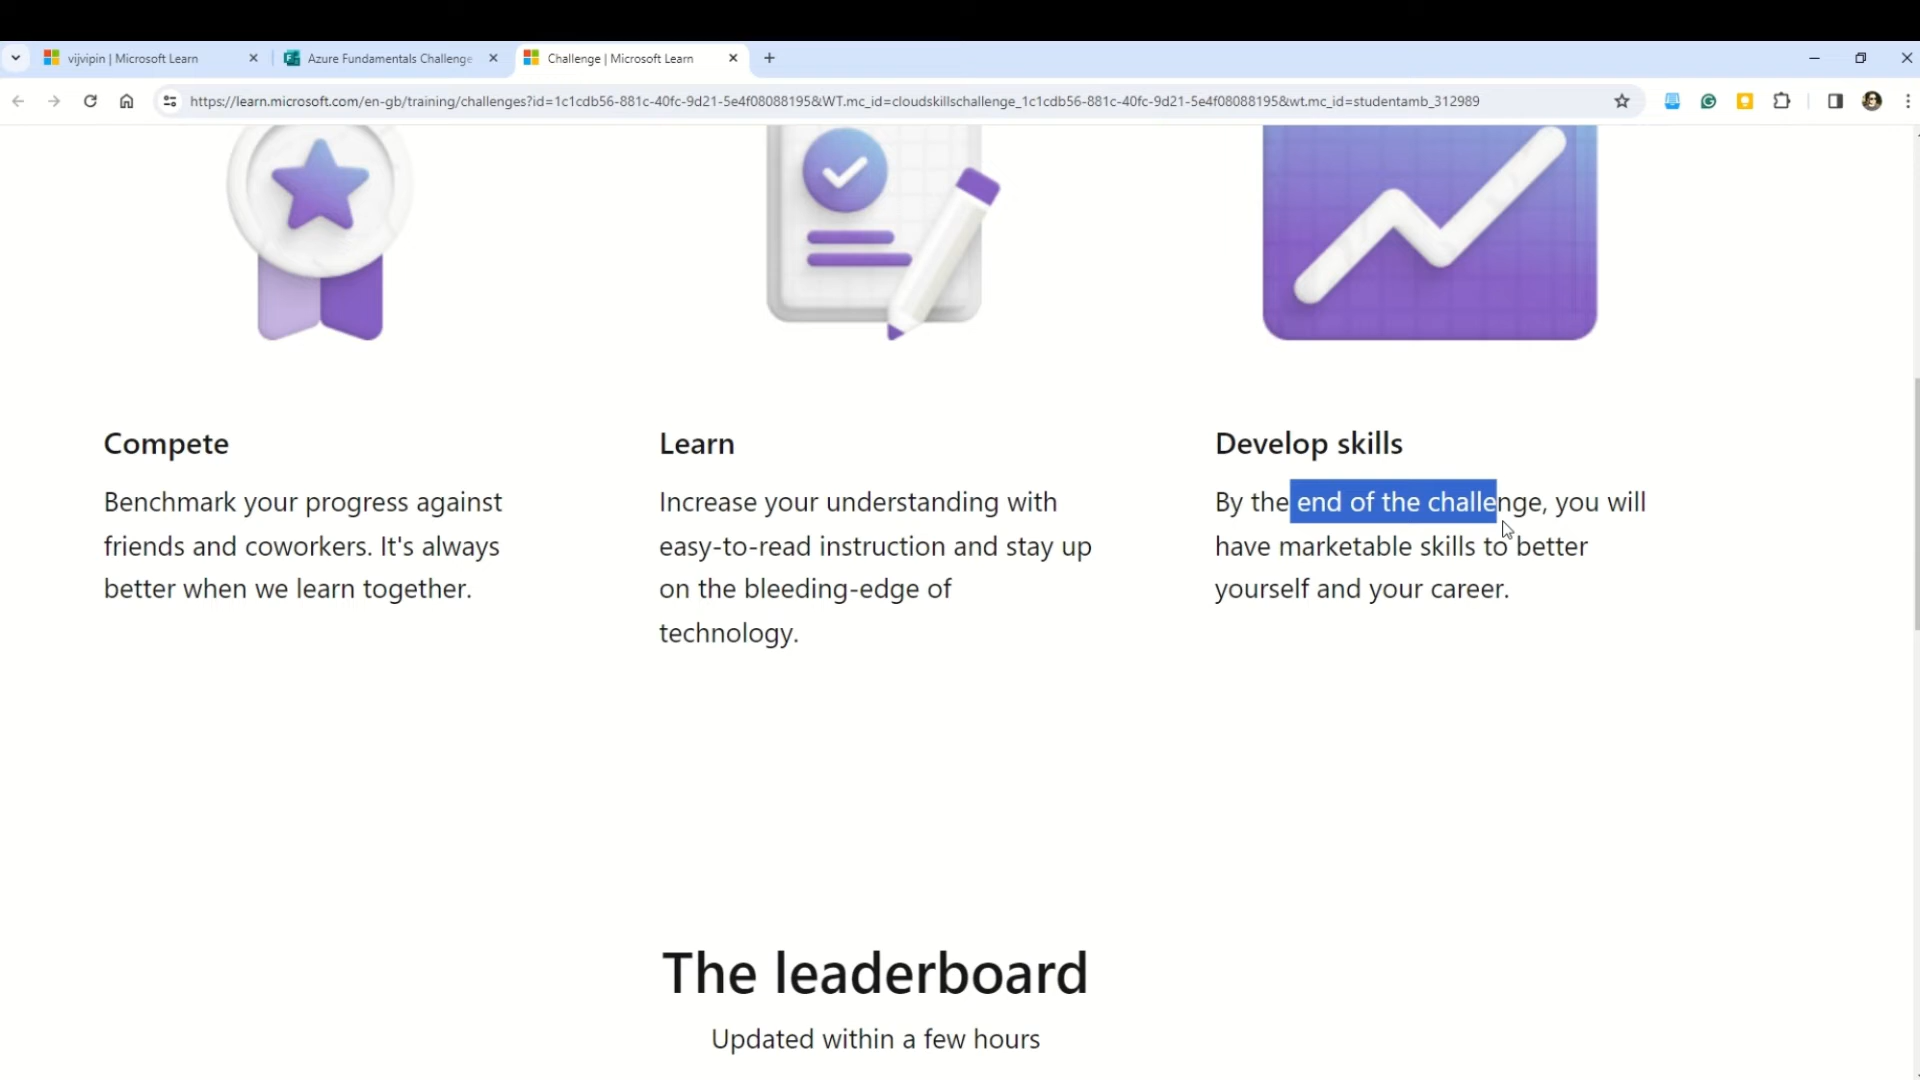 vijvipin | Microsoft Learn
Azure Fundamentals Challenge
Challenge | Microsoft Learn
https://learn.microsoft.com/en-gb/training/challenges?id=1c1cdb56-881c-40fc-9d21-5e4f08088195&WT.mc_id=cloudskillschallenge_1c1cdb56-881c-40fc-9d21-5e4f08088195&wt.mc_id=studentamb_312989
Compete
Benchmark your progress against
friends and coworkers. It's always
better when we learn together.
Learn
Increase your understanding with
easy-to-read instruction and stay up
on the bleeding-edge of
technology.
Develop skills
By the end of the challenge, you will
have marketable skills to better
yourself and your career.
The leaderboard
Updated within a few hours